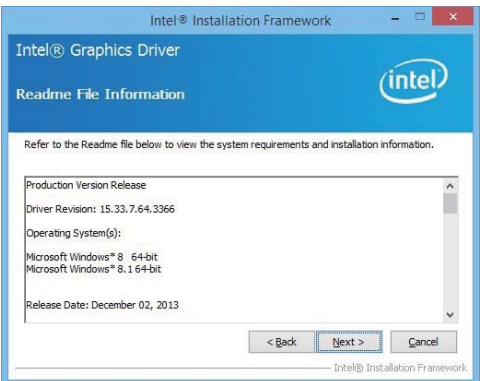 Intel® Installation Framework
Intel® Graphics Driver
Readme File Information
intel
Refer to the Readme file below to view the system requirements and installation information.
Production Version Release
Driver Revision: 15.33.7.64.3366
Operating System(s):
Microsoft Windows* 8 64-bit
Microsoft Windows* 8.1 64-bit
Release Date: December 02, 2013
< Back Next > Cancel
Intel® Installation Framework